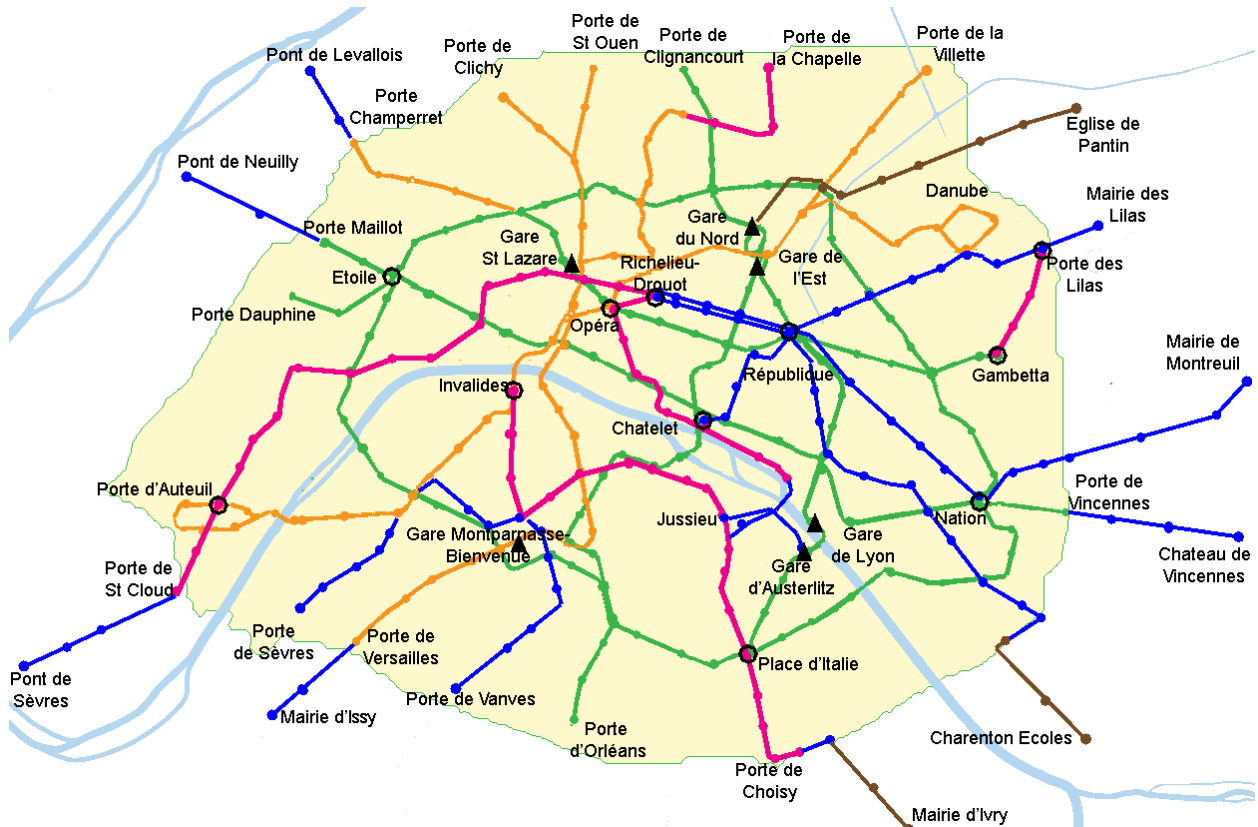 Porte de
St Ouen
Porte de
Clignancourt
Porte de
la Chapelle
Porte de la
Villette
Pont de Levallois
Porte de
Clichy
Porte
Champerret
Eglise de
Pantin
Pont de Neuilly
Danube
Mairie des
Lilas
Porte Maillot
Gare
St Lazare
Gare
du Nord
Gare de
l'Est
Richelieu-
Drouot
Etoile
Porte des
Lilas
Porte Dauphine
Opéra
République
Gambetta
Mairie de
Montreuil
Invalides
Chatelet
Porte d'Auteuil
Jussieu
Nation
Porte de
Vincennes
Gare Montparnasse-
Bienvenue
Gare
de Lyon
Gare
d'Austerlitz
Chateau de
Vincennes
Porte de
St Cloud
Porte
de Sèvres
Porte de
Versailles
Place d'Italie
Pont de
Sèvres
Mairie d'Issy
Porte de Vanves
Porte
d'Orléans
Porte de
Choisy
Charenton Ecoles
Mairie d'Ivry